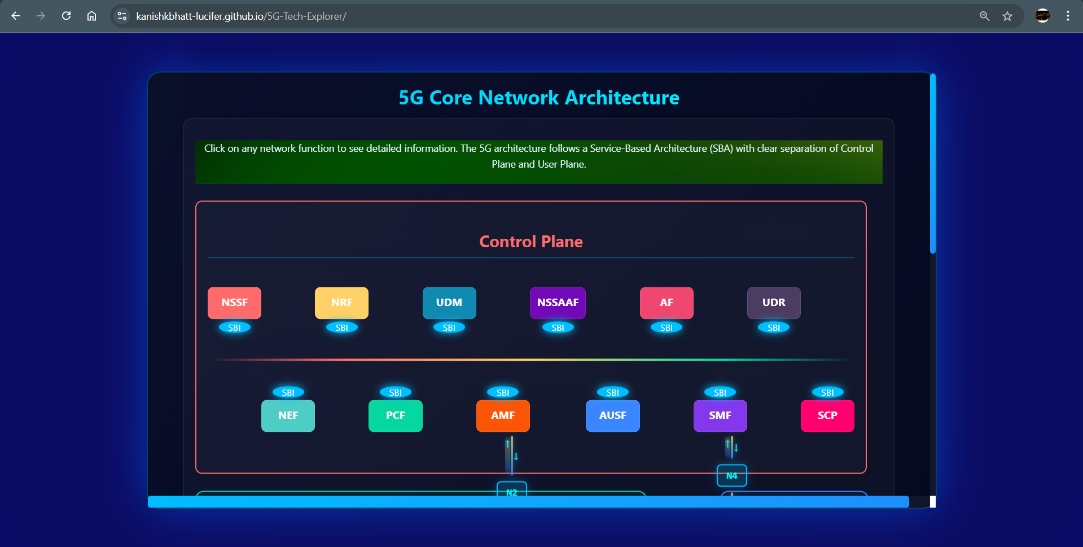 kanishkbhatt-lucifer.github.io/5G-Tech-Explorer/
5G Core Network Architecture
Click on any network function to see detailed information. The 5G architecture follows a Service-Based Architecture (SBA) with clear separation of Control
Plane and User Plane.
Control Plane
NSSF NRF UDM NSSAAF AF UDR
SBI SBI SBI SBI SBI SBI
SBI SBI SBI SBI SBI SBI
NEF PCF AMF AUSF SMF SCP
↑ ↓ ↑ ↓
N4
N2